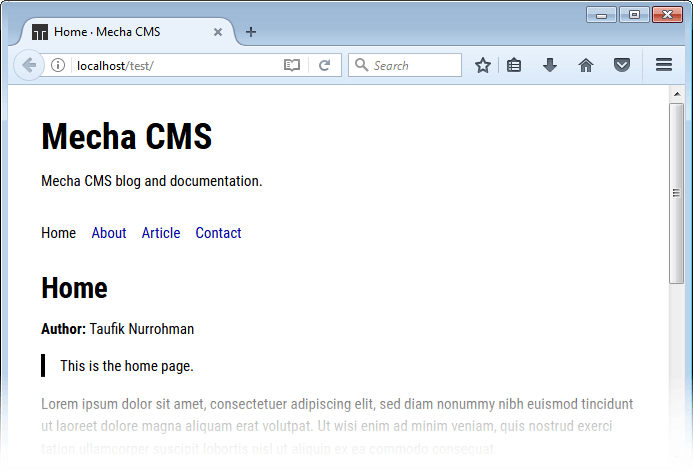 Home · Mecha CMS
localhost/test/
Search
Mecha CMS
Mecha CMS blog and documentation.
Home About Article Contact
Home
Author: Taufik Nurrohman
This is the home page.
Lorem ipsum dolor sit amet, consectetuer adipiscing elit, sed diam nonummy nibh euismod tincidunt
ut laoreet dolore magna aliquam erat volutpat. Ut wisi enim ad minim veniam, quis nostrud exerci
tation ullamcorper suscipit lobortis nisl ut aliquip ex ea commodo consequat.